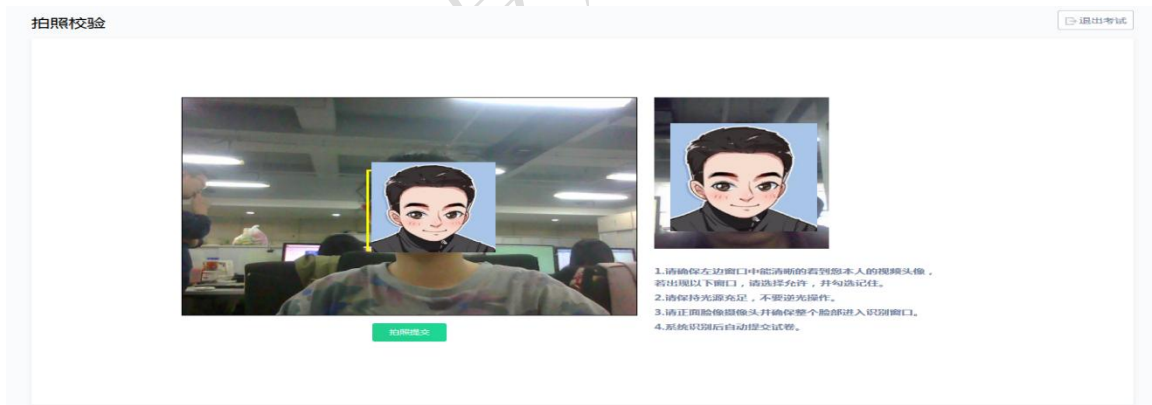 拍照校验
退出考试
1.请确保左边窗口中能清晰的看到您本人的视频头像，
若出现以下窗口，请选择允许，并勾选记住。
2.请保持光源充足，不要逆光操作。
3.请正面脸像摄像头并确保整个脸部进入识别窗口。
4.系统识别后自动提交试卷。
拍照提交